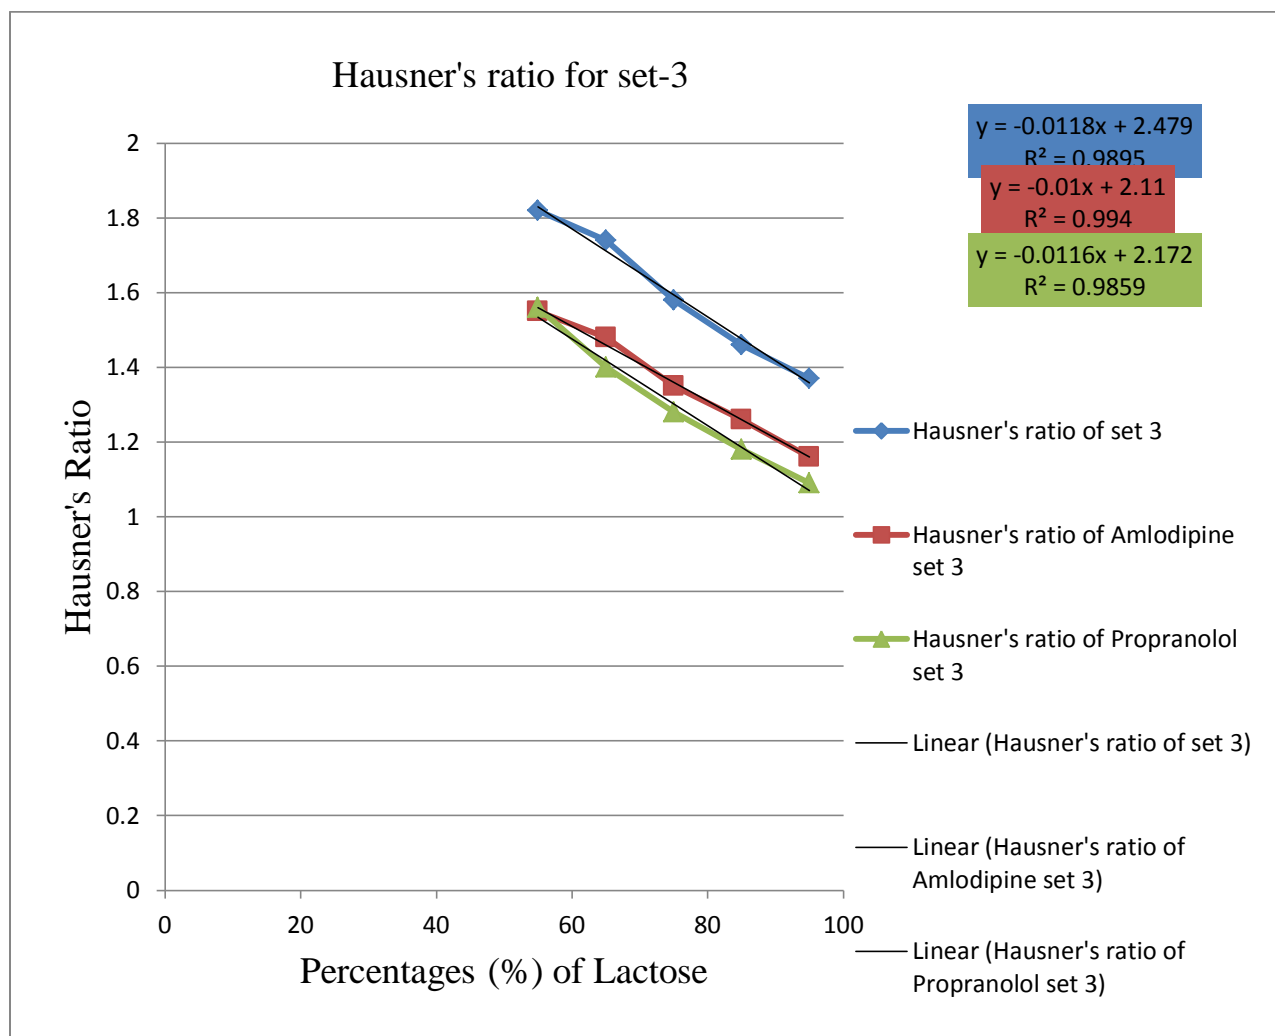 Hausner's ratio for set-3
y = -0.0118x + 2.479
R² = 0.9895
y = -0.01x + 2.11
R² = 0.994
y = -0.0116x + 2.172
R² = 0.9859
2
1.8
1.6
1.4
1.2
1
0.8
0.6
0.4
0.2
0
Hausner's Ratio
0
20
40
60
80
100
Percentages (%) of Lactose
Hausner's ratio of set 3
Hausner's ratio of Amlodipine
set 3
Hausner's ratio of Propranolol
set 3
Linear (Hausner's ratio of set 3)
Linear (Hausner's ratio of
Amlodipine set 3)
Linear (Hausner's ratio of
Propranolol set 3)